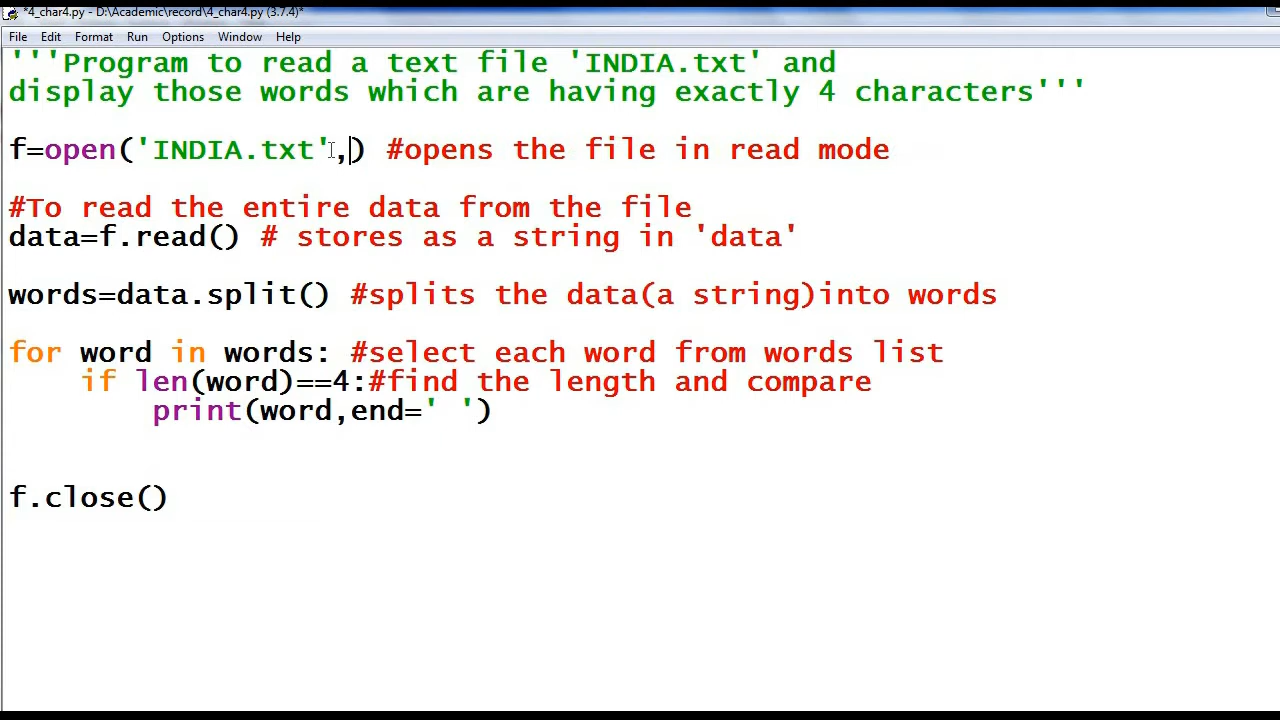 *4_char4.py - D:\Academic\record\4_char4.py (3.7.4)*
File Edit Format Run Options Window Help
'''Program to read a text file 'INDIA.txt' and
display those words which are having exactly 4 characters'''
f=open('INDIA.txt',) #opens the file in read mode
#To read the entire data from the file
data=f.read() # stores as a string in 'data'
words=data.split() #splits the data(a string)into words
for word in words: #select each word from words list
    if len(word)==4:#find the length and compare
        print(word,end=' ')
f.close()